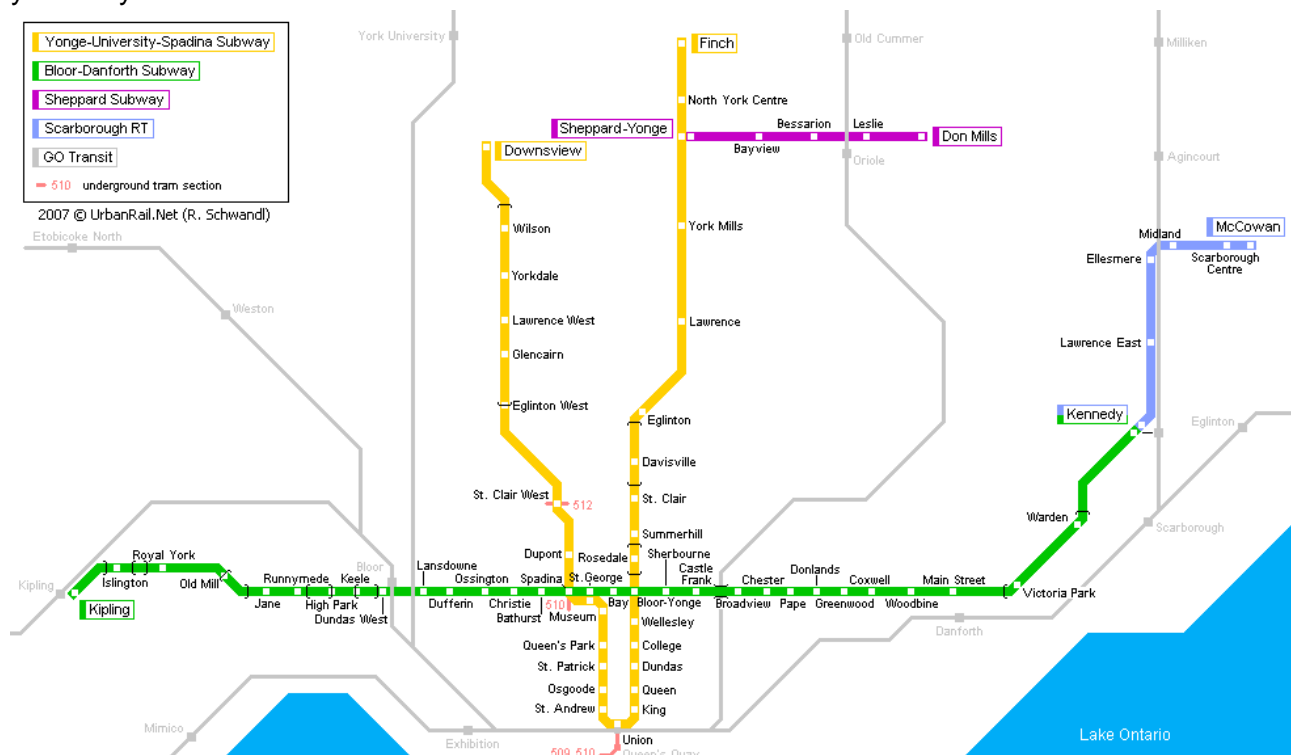 Yonge-University-Spadina Subway
Bloor-Danforth Subway
Sheppard Subway
Scarborough RT
GO Transit
510 underground tram section
2007 © UrbanRail.Net (R. Schwandl)
York University
Old Cummer
Milliken
Finch
North York Centre
Sheppard-Yonge
Bessarion
Leslie
Don Mills
Bayview
Oriole
Agincourt
Downsview
Etobicoke North
Wilson
York Mills
Midland
McCowan
Ellesmere
Scarborough
Centre
Yorkdale
Weston
Lawrence West
Lawrence
Lawrence East
Glencairn
Eglinton West
Eglinton
Kennedy
Eglinton
Davisville
St. Clair West
512
St. Clair
Warden
Scarborough
Summerhill
Royal York
Dupont
Rosedale
Sherbourne
Kipling
Islington
Old Mill
Runnymede
Keele
Bloor
Lansdowne
Ossington
Spadina
St.George
Castle
Frank
Chester
Donlands
Coxwell
Main Street
Kipling
Jane
High Park
Dundas West
Dufferin
Christie
Bathurst
510
Museum
Bay
Bloor-Yonge
Broadview
Pape
Greenwood
Woodbine
Victoria Park
Wellesley
Danforth
Queen's Park
College
St. Patrick
Dundas
Osgoode
Queen
St. Andrew
King
Mimico
Exhibition
Union
509 510
Queen's Quay
Lake Ontario